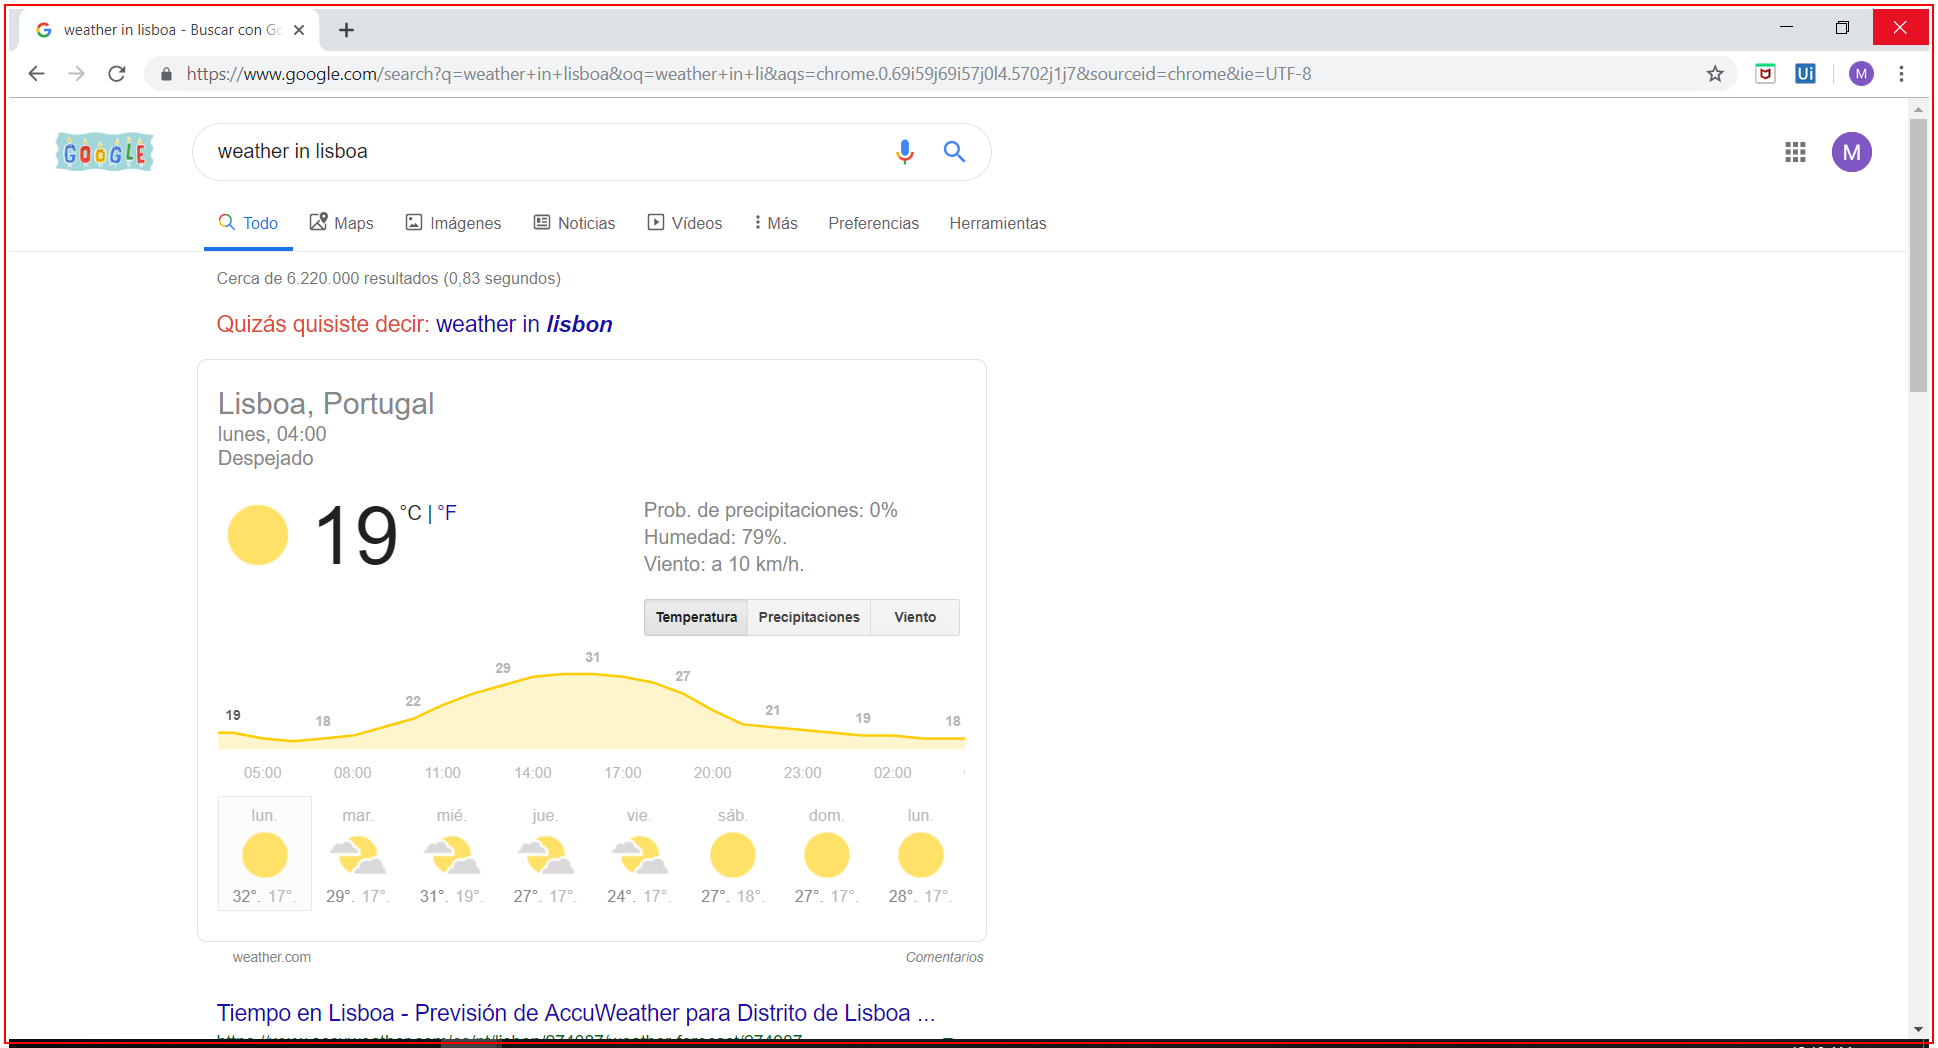 weather in lisboa - Buscar con Go
https://www.google.com/search?q=weather+in+lisboa&oq=weather+in+li&aqs=chrome.0.69i59j69i57j0l4.5702j1j7&sourceid=chrome&ie=UTF-8
Ui M
GOOGLE weather in lisboa M
Todo Maps Imágenes Noticias Vídeos Más Preferencias Herramientas
Cerca de 6.220.000 resultados (0,83 segundos)
Quizás quisiste decir: weather in lisbon
Lisboa, Portugal
lunes, 04:00
Despejado
19 °C | °F
Prob. de precipitaciones: 0%
Humedad: 79%.
Viento: a 10 km/h.
Temperatura Precipitaciones Viento
19 18 22 29 31 27 21 19 18
05:00 08:00 11:00 14:00 17:00 20:00 23:00 02:00
lun. mar. mié. jue. vie. sáb. dom. lun.
32°. 17°. 29°. 17°. 31°. 19°. 27°. 17°. 24°. 17°. 27°. 18°. 27°. 17°. 28°. 17°.
weather.com Comentarios
Tiempo en Lisboa - Previsión de AccuWeather para Distrito de Lisboa ...